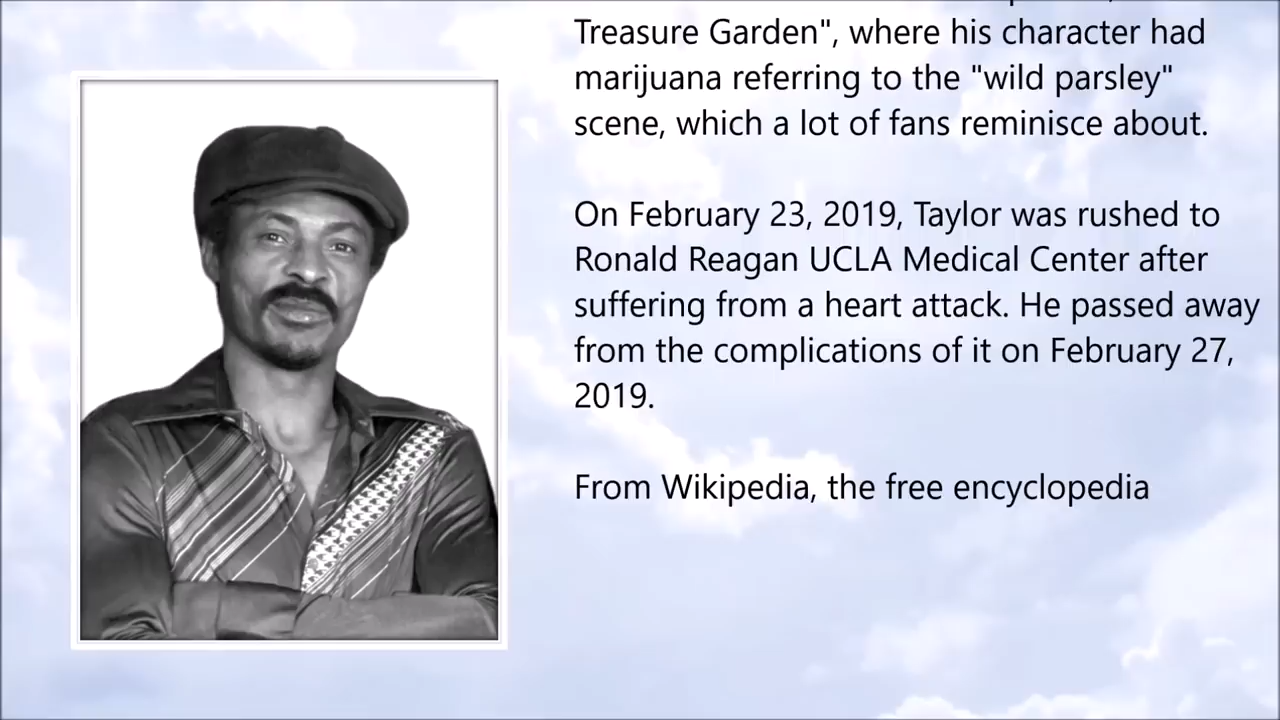 Treasure Garden", where his character had
marijuana referring to the "wild parsley"
scene, which a lot of fans reminisce about.
On February 23, 2019, Taylor was rushed to
Ronald Reagan UCLA Medical Center after
suffering from a heart attack. He passed away
from the complications of it on February 27,
2019.
From Wikipedia, the free encyclopedia